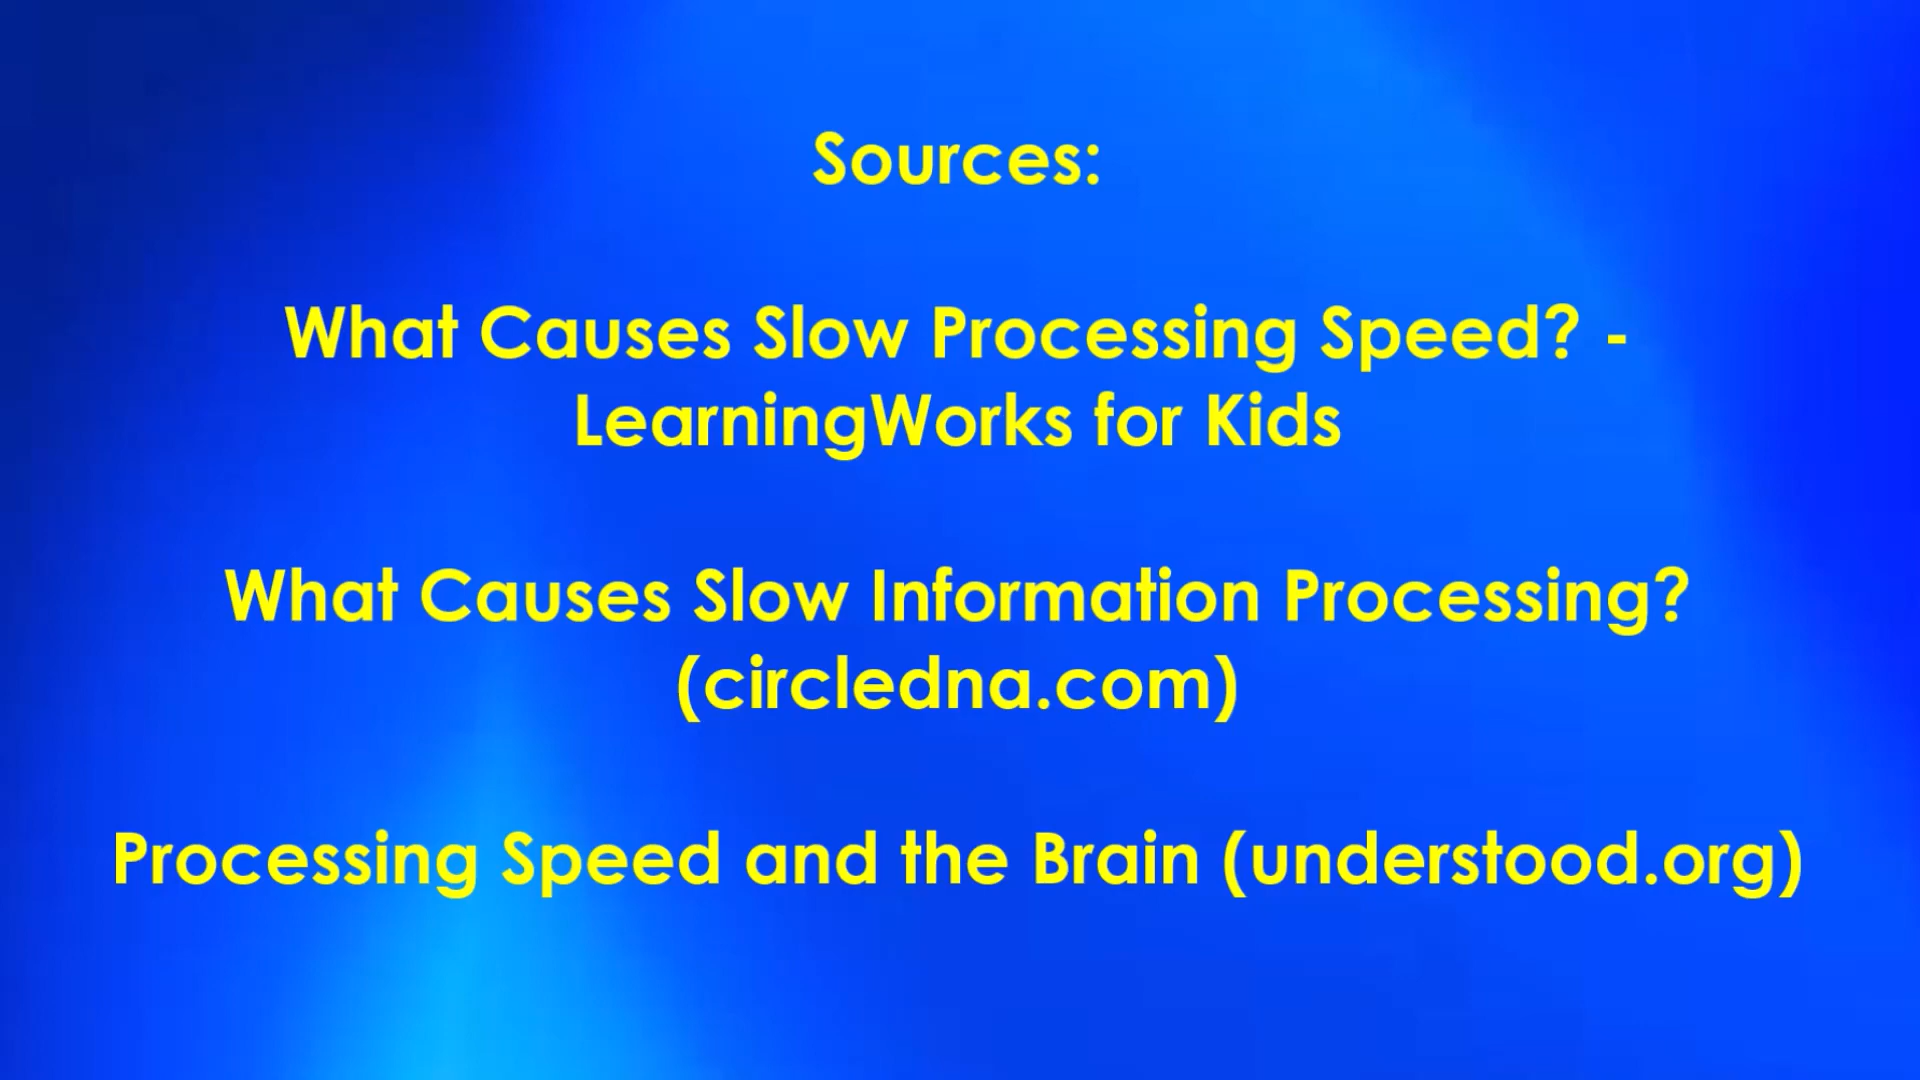 Sources:
What Causes Slow Processing Speed? -
LearningWorks for Kids
What Causes Slow Information Processing?
(circledna.com)
Processing Speed and the Brain (understood.org)